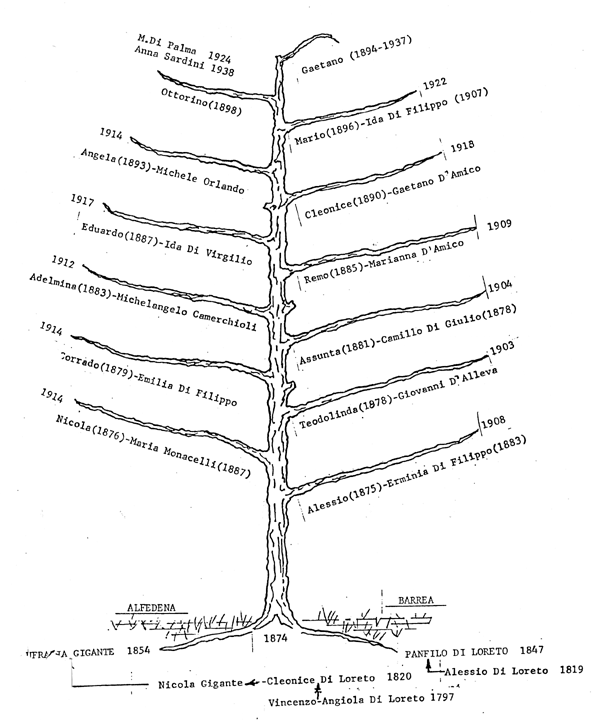 M.Di Palma 1924
Anna Sardini 1938
Ottorino(1898)
Gaetano (1894-1937)
1922
Mario(1896)-Ida Di Filippo (1907)
1914
Angela(1893)-Michele Orlando
1918
Cleonice(1890)-Gaetano D'Amico
1917
Eduardo(1887)-Ida Di Virgilio
1909
Remo(1885)-Marianna D'Amico
1912
Adelmina(1883)-Michelangelo Camerchioli
1904
Assunta(1881)-Camillo Di Giulio(1878)
1914
Corrado(1879)-Emilia Di Filippo
1903
Teodolinda(1878)-Giovanni D'Alleva
1914
Nicola(1876)-Maria Monacelli(1887)
1908
Alessio(1875)-Erminia Di Filippo(1883)
ALFEDENA
BARREA
1874
GIGANTE 1854
PANFILO DI LORETO 1847
Alessio Di Loreto 1819
Nicola Gigante Cleonice Di Loreto 1820
Vincenzo-Angiola Di Loreto 1797